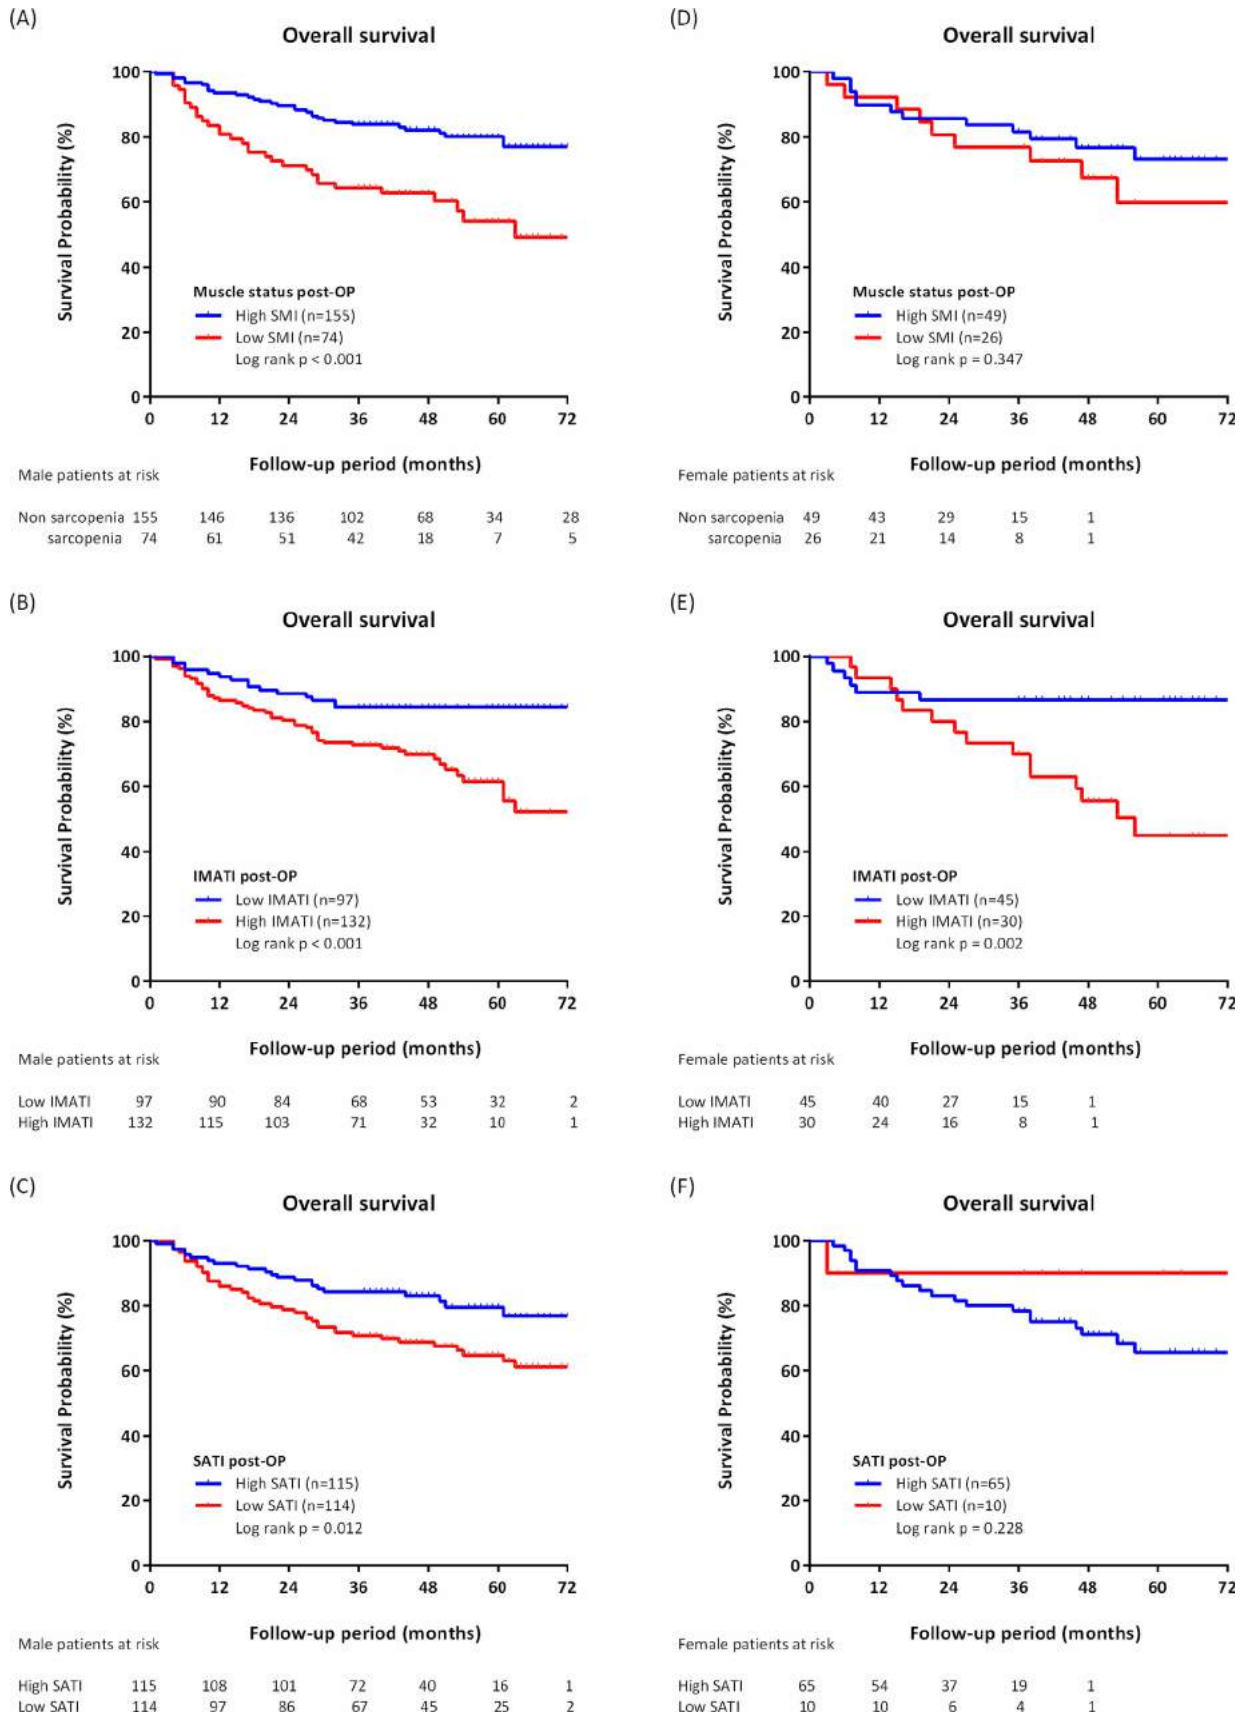 (A)
Overall survival
Survival Probability (%)
100
80
60
40
20
0
Muscle status post-OP
High SMI (n=155)
Low SMI (n=74)
Log rank p < 0.001
0 12 24 36 48 60 72
Follow-up period (months)
Male patients at risk
Non sarcopenia 155 146 136 102 68 34 28
sarcopenia 74 61 51 42 18 7 5
(D)
Overall survival
Survival Probability (%)
100
80
60
40
20
0
Muscle status post-OP
High SMI (n=49)
Low SMI (n=26)
Log rank p = 0.347
0 12 24 36 48 60 72
Follow-up period (months)
Female patients at risk
Non sarcopenia 49 43 29 15 1
sarcopenia 26 21 14 8 1
(B)
Overall survival
Survival Probability (%)
100
80
60
40
20
0
IMATI post-OP
Low IMATI (n=97)
High IMATI (n=132)
Log rank p < 0.001
0 12 24 36 48 60 72
Follow-up period (months)
Male patients at risk
Low IMATI 97 90 84 68 53 32 2
High IMATI 132 115 103 71 32 10 1
(E)
Overall survival
Survival Probability (%)
100
80
60
40
20
0
IMATI post-OP
Low IMATI (n=45)
High IMATI (n=30)
Log rank p = 0.002
0 12 24 36 48 60 72
Follow-up period (months)
Female patients at risk
Low IMATI 45 40 27 15 1
High IMATI 30 24 16 8 1
(C)
Overall survival
Survival Probability (%)
100
80
60
40
20
0
SATI post-OP
High SATI (n=115)
Low SATI (n=114)
Log rank p = 0.012
0 12 24 36 48 60 72
Follow-up period (months)
Male patients at risk
High SATI 115 108 101 72 40 16 1
Low SATI 114 97 86 67 45 25 2
(F)
Overall survival
Survival Probability (%)
100
80
60
40
20
0
SATI post-OP
High SATI (n=65)
Low SATI (n=10)
Log rank p = 0.228
0 12 24 36 48 60 72
Follow-up period (months)
Female patients at risk
High SATI 65 54 37 19 1
Low SATI 10 10 6 4 1